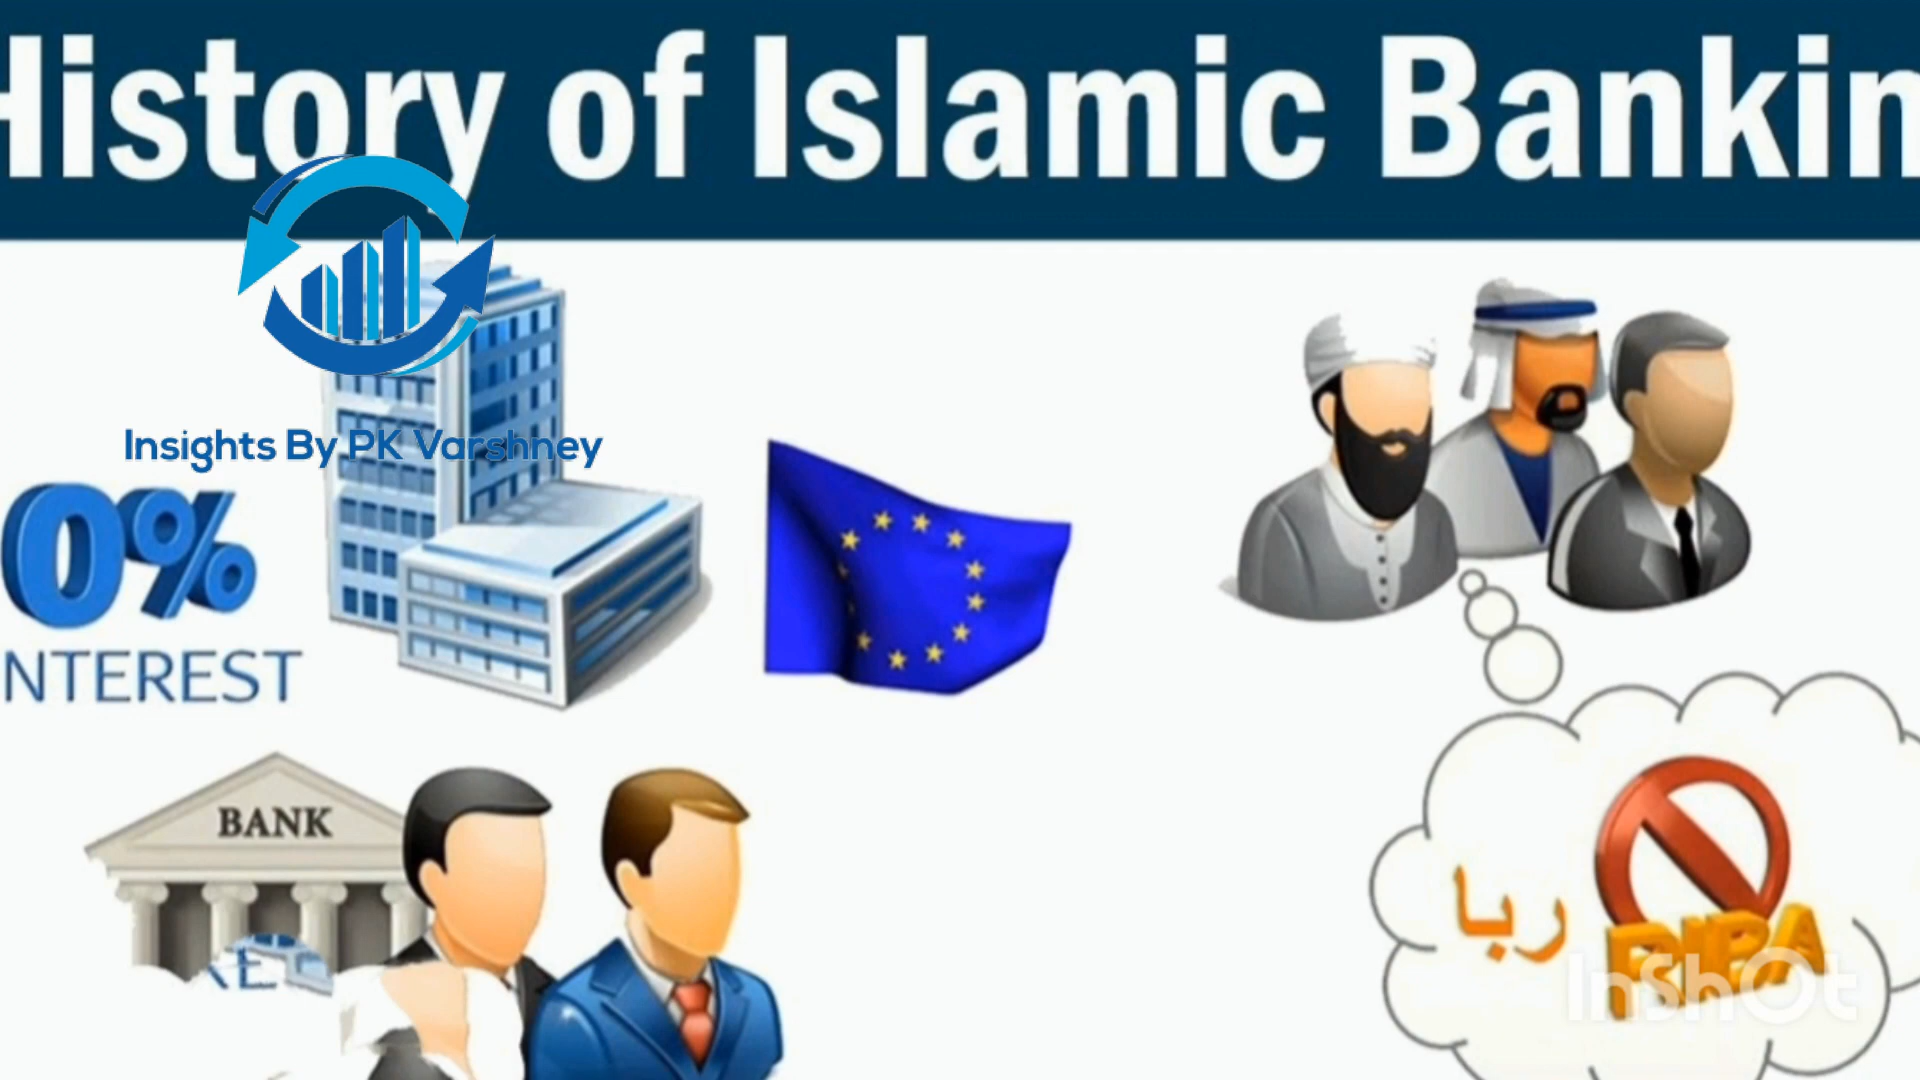 History of Islamic Bankin
Insights By PK Varshney
0%
NTEREST
BANK
ربا
RIBA
InShOt